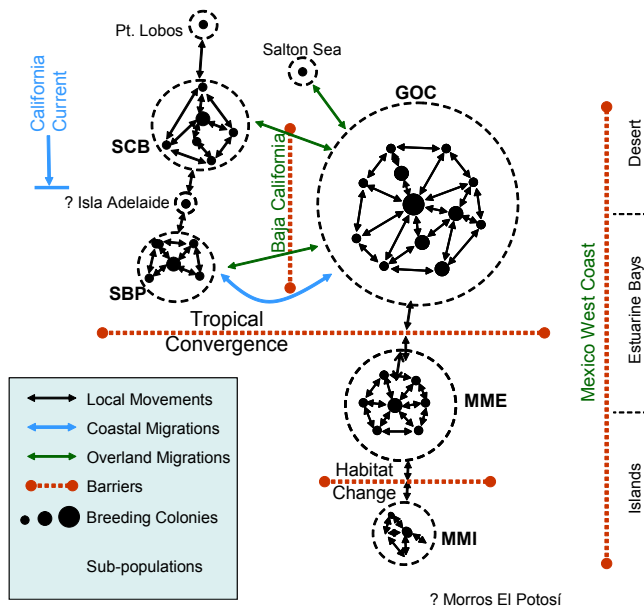 Pt. Lobos
Salton Sea
GOC
California
Current
SCB
? Isla Adelaide
SBP
Baja California
Tropical
Convergence
Mexico West Coast
Desert
Estuarine Bays
Islands
MME
Habitat
Change
MMI
Local Movements
Coastal Migrations
Overland Migrations
Barriers
Breeding Colonies
Sub-populations
? Morros El Potosí